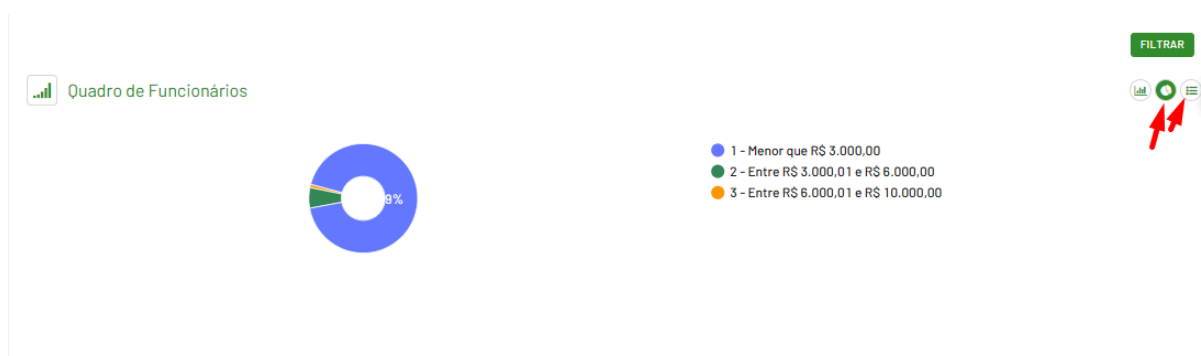 FILTRAR
Quadro de Funcionários
1 - Menor que R$ 3.000,00
2 - Entre R$ 3.000,01 e R$ 6.000,00
9%
3 - Entre R$ 6.000,01 e R$ 10.000,00